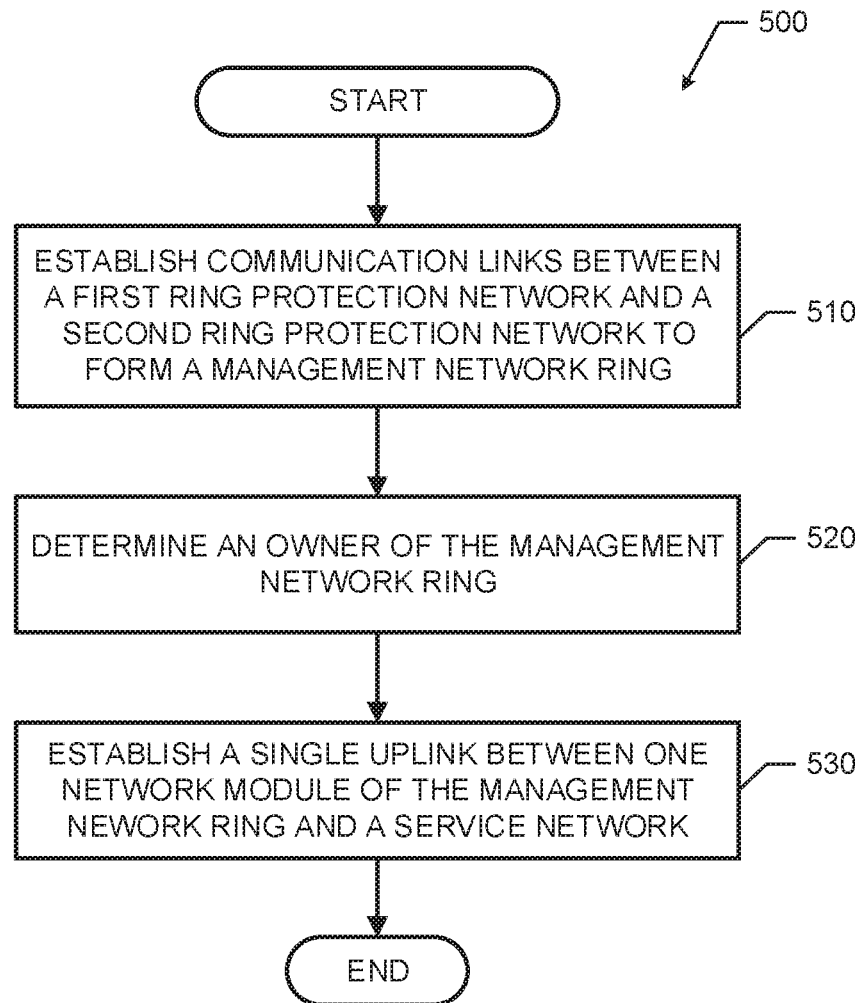 500
START
ESTABLISH COMMUNICATION LINKS BETWEEN
A FIRST RING PROTECTION NETWORK AND A
SECOND RING PROTECTION NETWORK TO
FORM A MANAGEMENT NETWORK RING
510
DETERMINE AN OWNER OF THE MANAGEMENT
NETWORK RING
520
ESTABLISH A SINGLE UPLINK BETWEEN ONE
NETWORK MODULE OF THE MANAGEMENT
NEWORK RING AND A SERVICE NETWORK
530
END